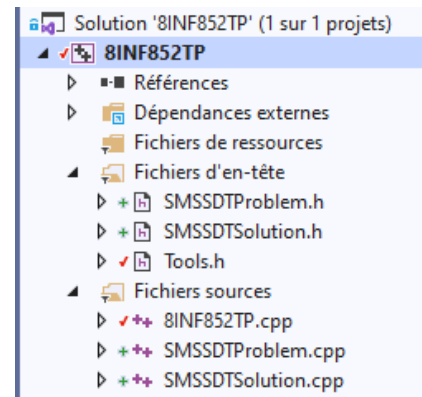 Solution '8INF852TP' (1 sur 1 projets)
8INF852TP
Références
Dépendances externes
Fichiers de ressources
Fichiers d'en-tête
SMSSDTProblem.h
SMSSDTSolution.h
Tools.h
Fichiers sources
8INF852TP.cpp
SMSSDTProblem.cpp
SMSSDTSolution.cpp